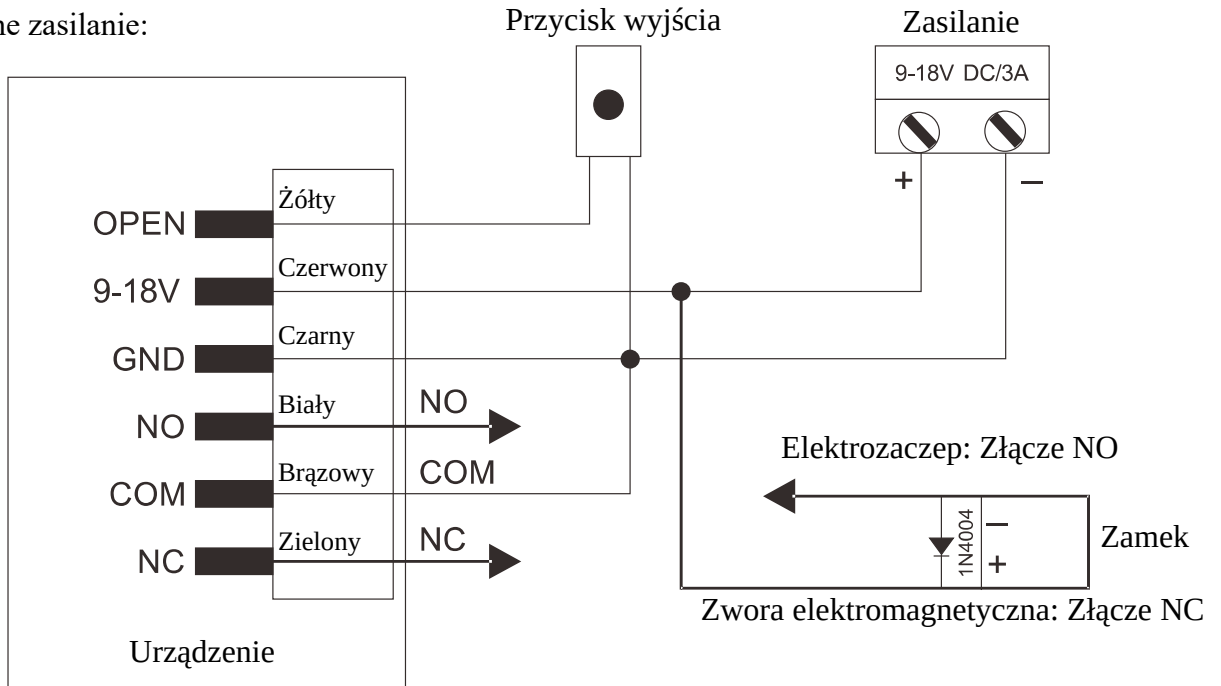 ne zasilanie:
Przycisk wyjścia
Zasilanie
9-18V DC/3A
+
—
Żółty
OPEN
Czerwony
9-18V
Czarny
GND
Biały
NO
NO
Brązowy
COM
COM
Zielony
NC
NC
Elektrozaczep: Złącze NO
1N4004
—
+
Zamek
Zwora elektromagnetyczna: Złącze NC
Urządzenie